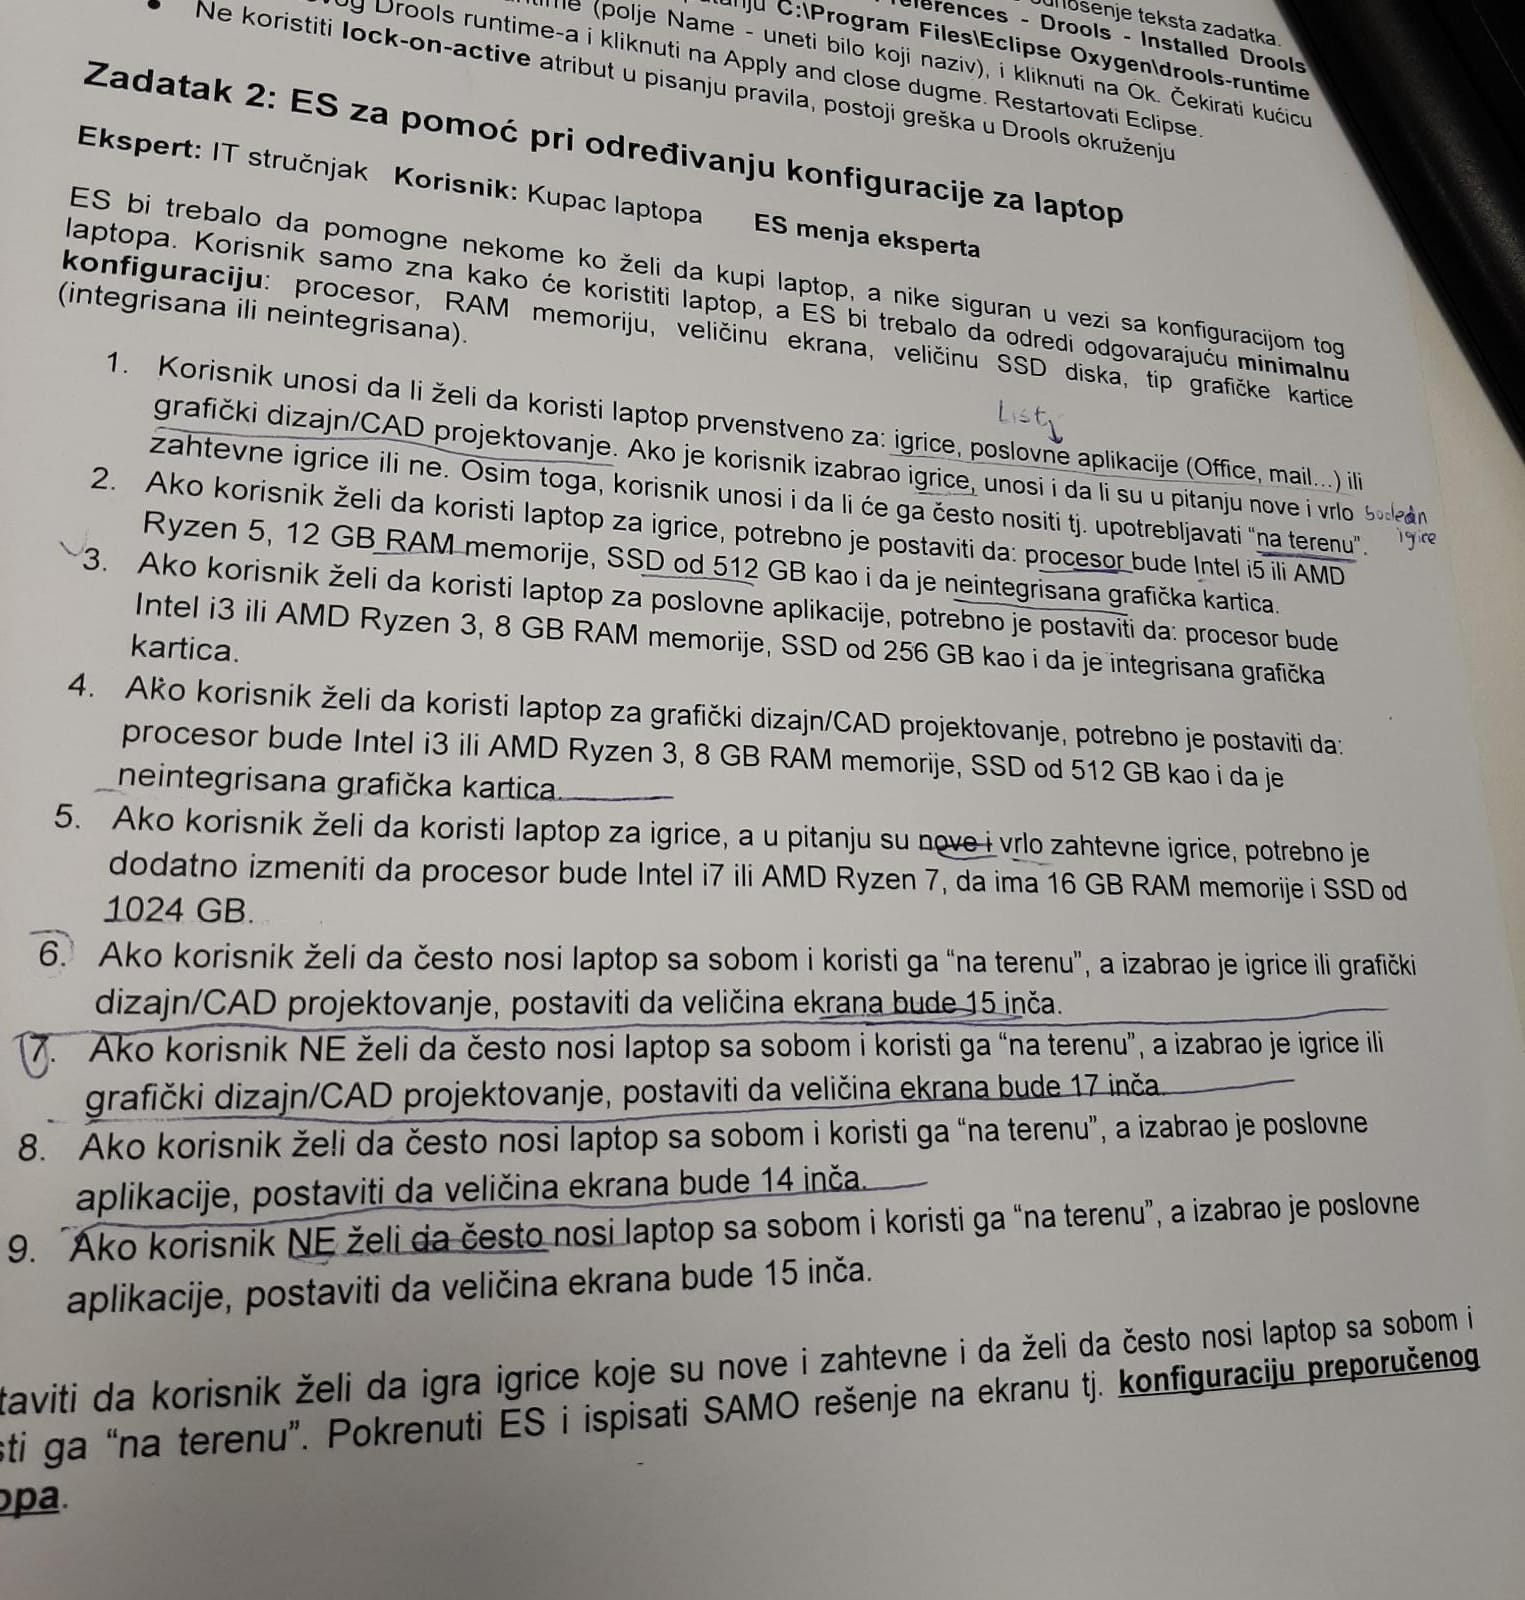 nošenje teksta zadatka.
ferences - Drools - Installed Drools
C:\Program Files\Eclipse Oxygen\drools-runtime
time (polje Name - uneti bilo koji naziv), i kliknuti na Ok. Čekirati kućicu
Drools runtime-a i kliknuti na Apply and close dugme. Restartovati Eclipse.
• Ne koristiti lock-on-active atribut u pisanju pravila, postoji greška u Drools okruženju
Zadatak 2: ES za pomoć pri određivanju konfiguracije za laptop
Ekspert: IT stručnjak Korisnik: Kupac laptopa ES menja eksperta
ES bi trebalo da pomogne nekome ko želi da kupi laptop, a nike siguran u vezi sa konfiguracijom tog
laptopa. Korisnik samo zna kako će koristiti laptop, a ES bi trebalo da odredi odgovarajuću minimalnu
konfiguraciju: procesor, RAM memoriju, veličinu ekrana, veličinu SSD diska, tip grafičke kartice
(integrisana ili neintegrisana).
List
1. Korisnik unosi da li želi da koristi laptop prvenstveno za: igrice, poslovne aplikacije (Office, mail...) ili
grafički dizajn/CAD projektovanje. Ako je korisnik izabrao igrice, unosi i da li su u pitanju nove i vrlo
zahtevne igrice ili ne. Osim toga, korisnik unosi i da li će ga često nositi tj. upotrebljavati “na terenu”.
igrice
2. Ako korisnik želi da koristi laptop za igrice, potrebno je postaviti da: procesor bude Intel i5 ili AMD
Ryzen 5, 12 GB RAM memorije, SSD od 512 GB kao i da je neintegrisana grafička kartica.
3. Ako korisnik želi da koristi laptop za poslovne aplikacije, potrebno je postaviti da: procesor bude
Intel i3 ili AMD Ryzen 3, 8 GB RAM memorije, SSD od 256 GB kao i da je integrisana grafička
kartica.
4. Ako korisnik želi da koristi laptop za grafički dizajn/CAD projektovanje, potrebno je postaviti da:
procesor bude Intel i3 ili AMD Ryzen 3, 8 GB RAM memorije, SSD od 512 GB kao i da je
neintegrisana grafička kartica.
5. Ako korisnik želi da koristi laptop za igrice, a u pitanju su nove i vrlo zahtevne igrice, potrebno je
dodatno izmeniti da procesor bude Intel i7 ili AMD Ryzen 7, da ima 16 GB RAM memorije i SSD od
1024 GB.
6. Ako korisnik želi da često nosi laptop sa sobom i koristi ga “na terenu”, a izabrao je igrice ili grafički
dizajn/CAD projektovanje, postaviti da veličina ekrana bude 15 inča.
7. Ako korisnik NE želi da često nosi laptop sa sobom i koristi ga “na terenu”, a izabrao je igrice ili
grafički dizajn/CAD projektovanje, postaviti da veličina ekrana bude 17 inča.
8. Ako korisnik želi da često nosi laptop sa sobom i koristi ga “na terenu”, a izabrao je poslovne
aplikacije, postaviti da veličina ekrana bude 14 inča.
9. Ako korisnik NE želi da često nosi laptop sa sobom i koristi ga “na terenu”, a izabrao je poslovne
aplikacije, postaviti da veličina ekrana bude 15 inča.
taviti da korisnik želi da igra igrice koje su nove i zahtevne i da želi da često nosi laptop sa sobom i
sti ga “na terenu”. Pokrenuti ES i ispisati SAMO rešenje na ekranu tj. konfiguraciju preporučenog
opa.